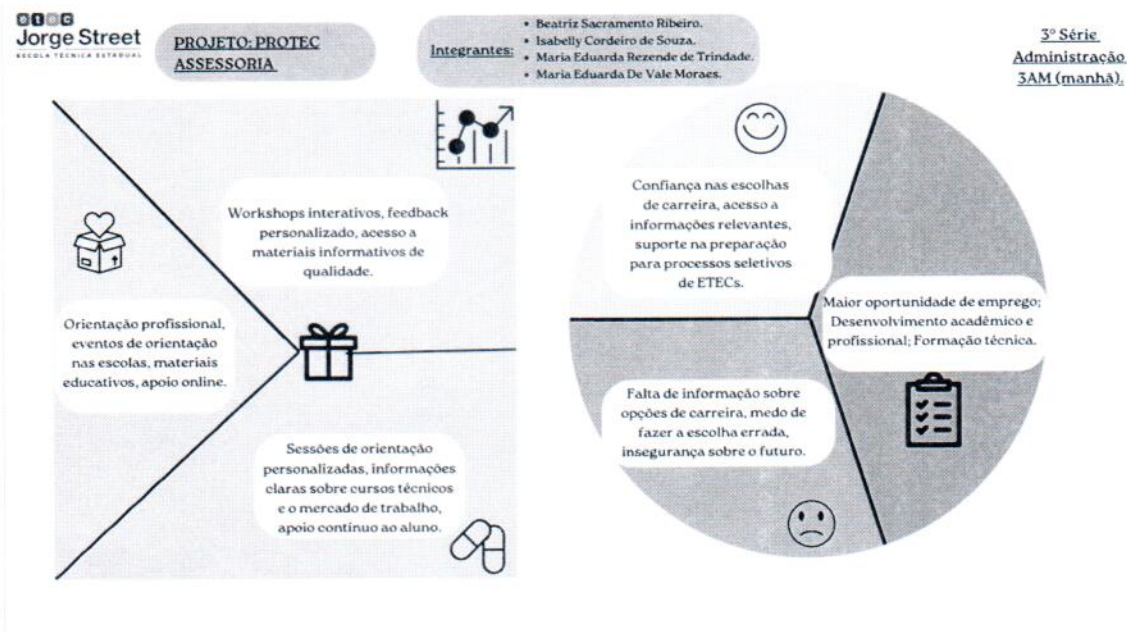 etec
Jorge Street
ESCOLA TÉCNICA ESTADUAL
PROJETO: PROTEC
ASSESSORIA
Integrantes:
• Beatriz Sacramento Ribeiro.
• Isabelly Cordeiro de Souza.
• Maria Eduarda Rezende de Trindade.
• Maria Eduarda De Vale Moraes.
3° Série
Administração
3AM (manhã).
Workshops interativos, feedback
personalizado, acesso a
materiais informativos de
qualidade.
Orientação profissional,
eventos de orientação
nas escolas, materiais
educativos, apoio online.
Sessões de orientação
personalizadas, informações
claras sobre cursos técnicos
e o mercado de trabalho,
apoio contínuo ao aluno.
Confiança nas escolhas
de carreira, acesso a
informações relevantes,
suporte na preparação
para processos seletivos
de ETECs.
Maior oportunidade de emprego;
Desenvolvimento acadêmico e
profissional; Formação técnica.
Falta de informação sobre
opções de carreira, medo de
fazer a escolha errada,
insegurança sobre o futuro.